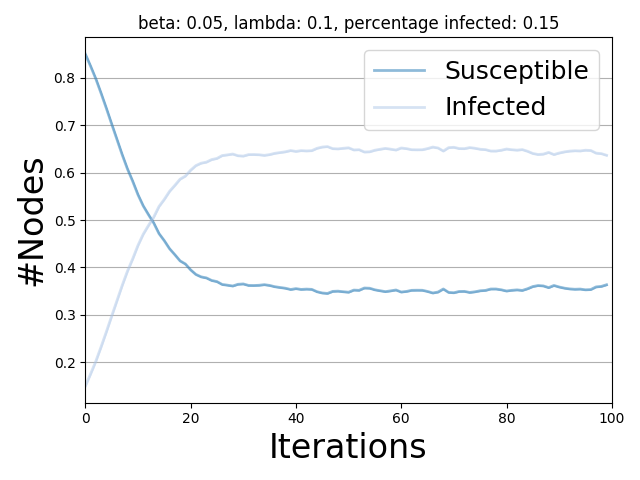 beta: 0.05, lambda: 0.1, percentage infected: 0.15
Susceptible
Infected
#Nodes
0.8
0.7
0.6
0.5
0.4
0.3
0.2
0 20 40 60 80 100
Iterations